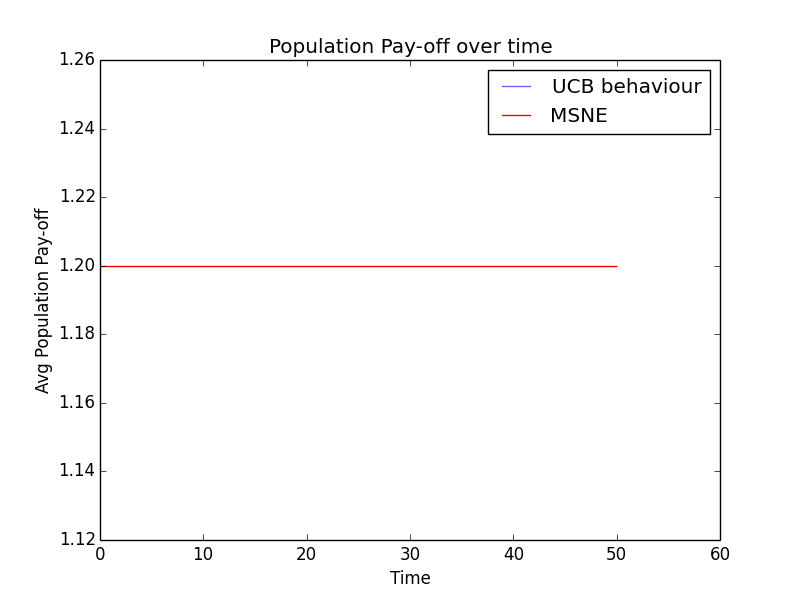 Population Pay-off over time
UCB behaviour
MSNE
1.26
1.24
1.22
1.20
1.18
1.16
1.14
1.12
Avg Population Pay-off
0 10 20 30 40 50 60
Time